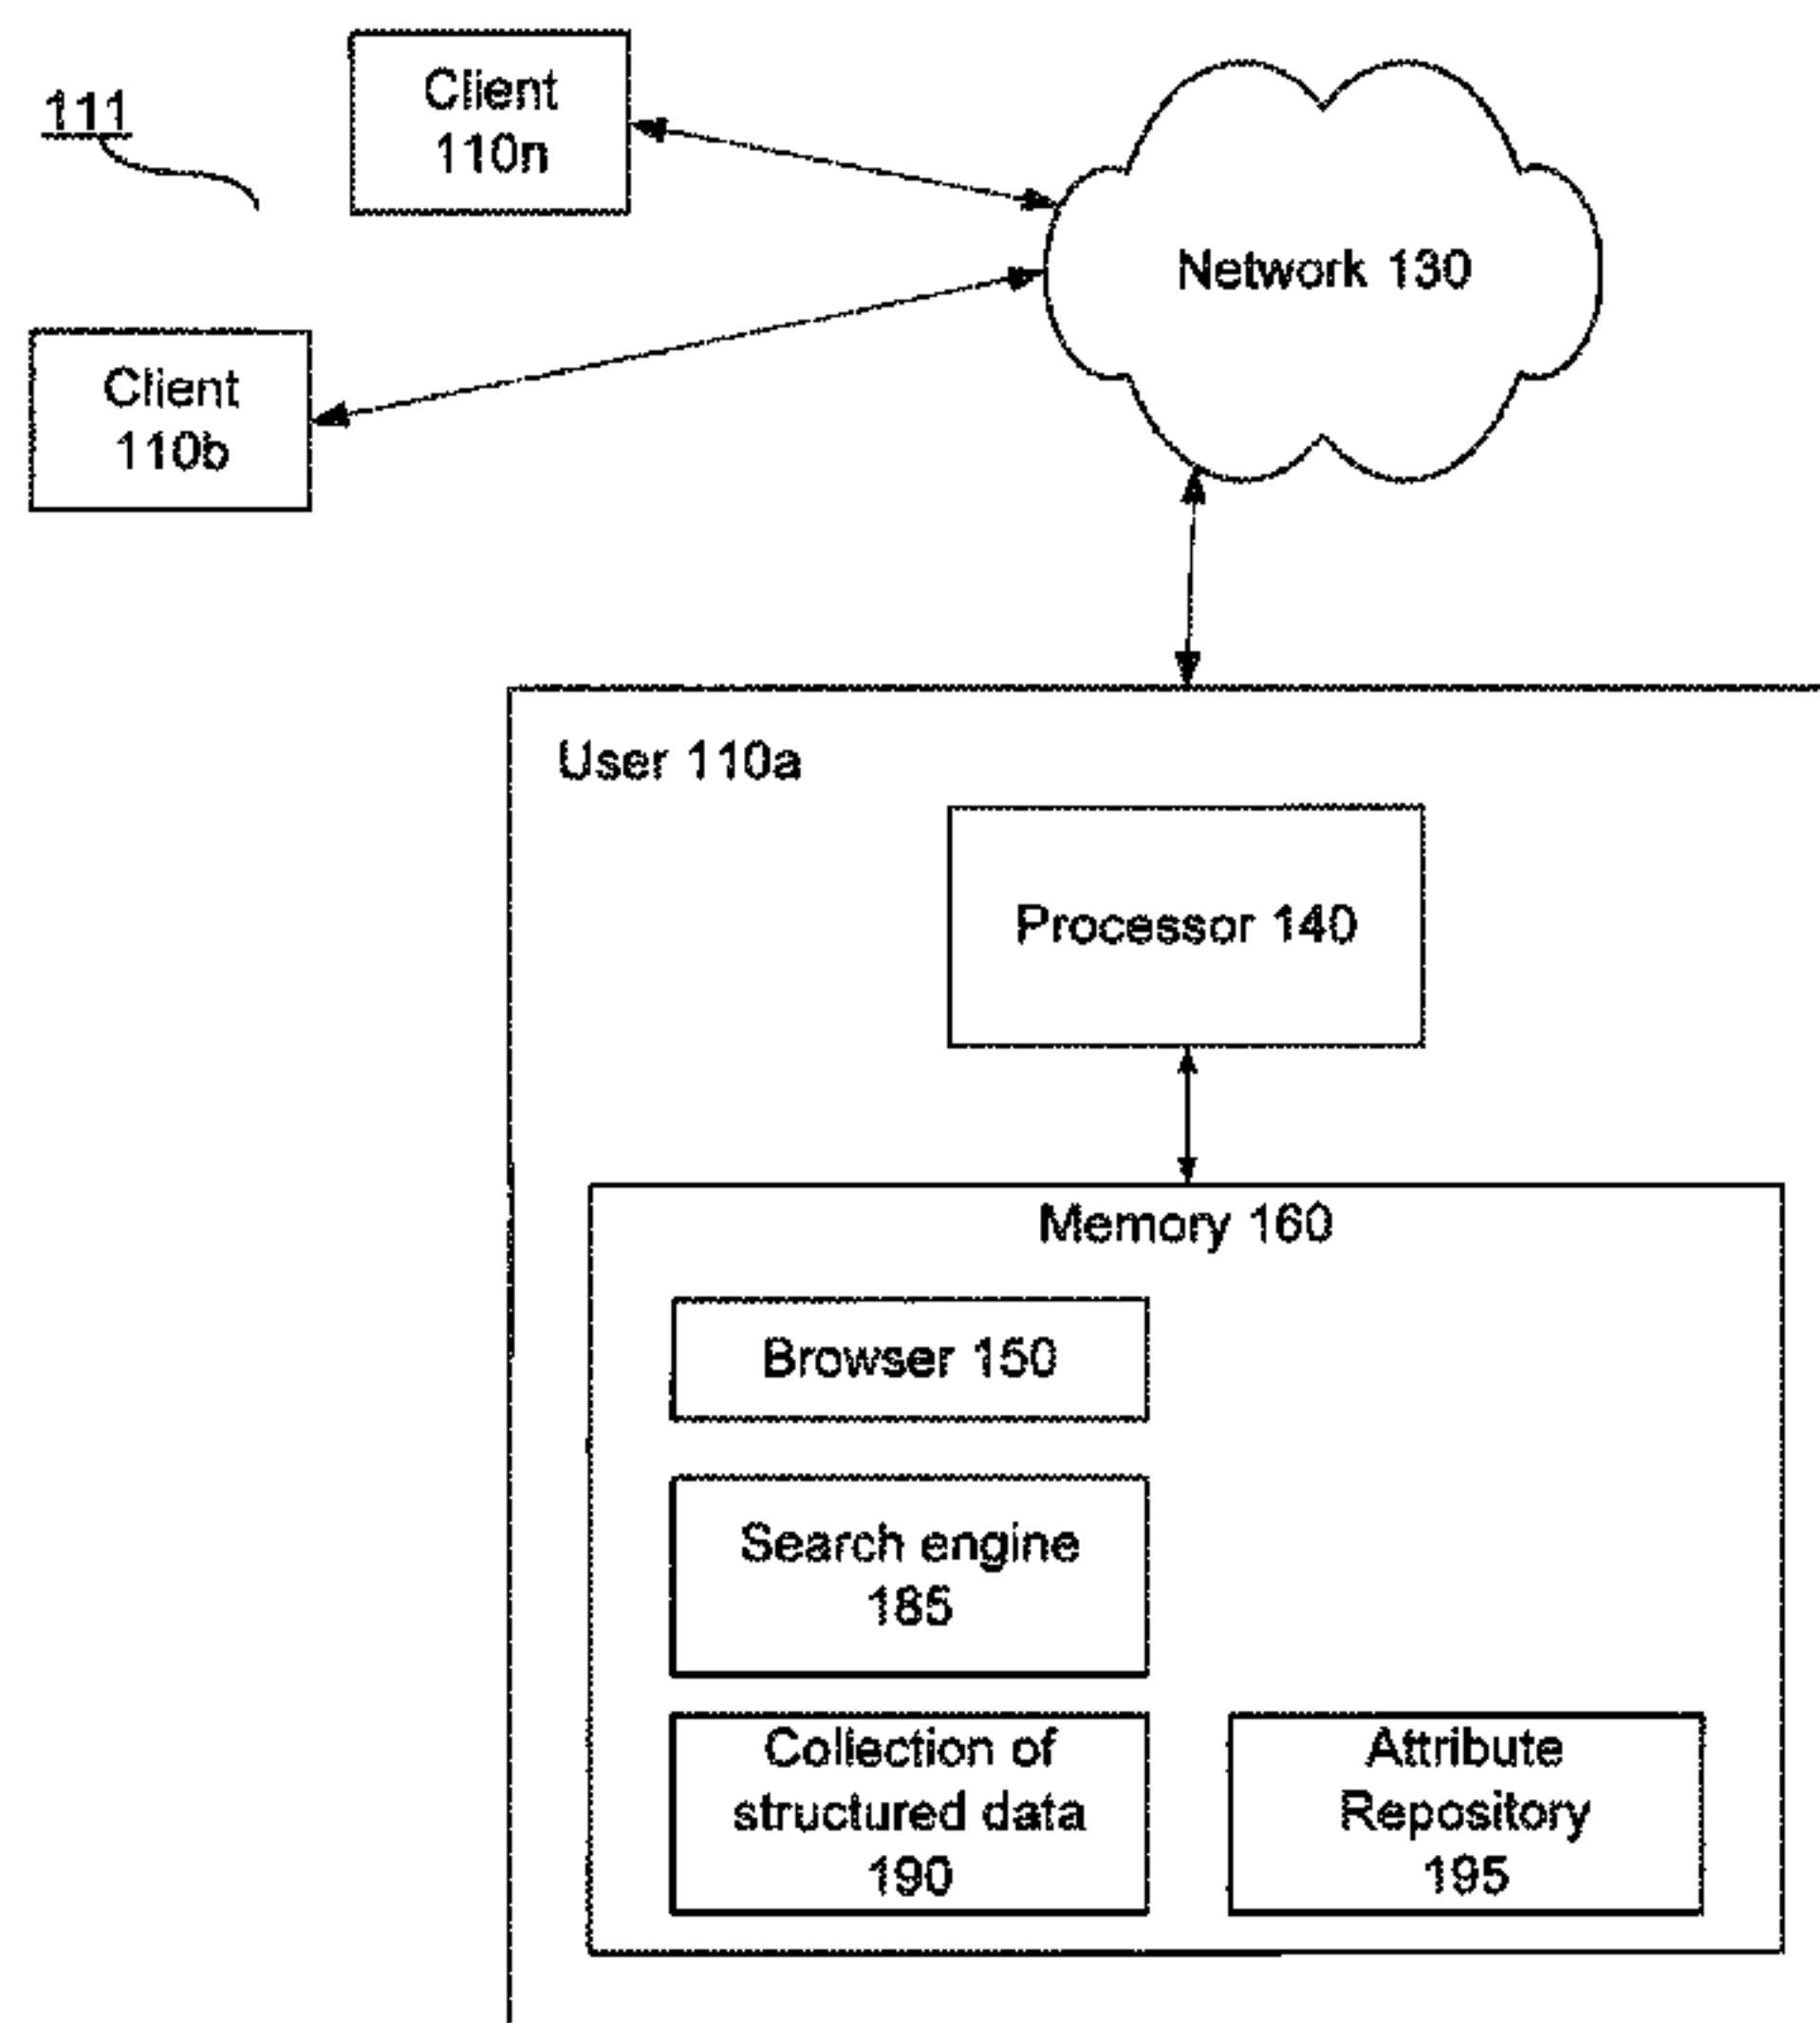 111
Client
110n
Network 130
Client
110b
User 110a
Processor 140
Memory 160
Browser 150
Search engine
185
Collection of
structured data
190
Attribute
Repository
195